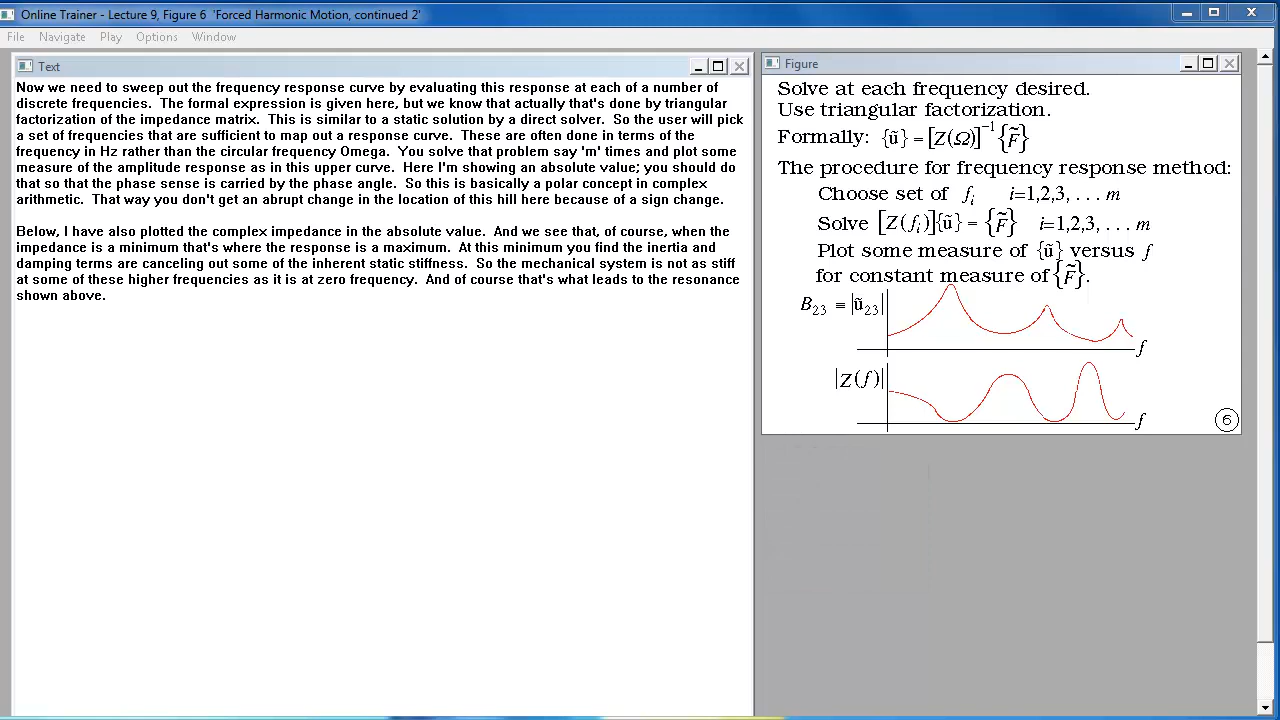 Online Trainer - Lecture 9, Figure 6 'Forced Harmonic Motion, continued 2'
File Navigate Play Options Window
Text
Now we need to sweep out the frequency response curve by evaluating this response at each of a number of
discrete frequencies. The formal expression is given here, but we know that actually that's done by triangular
factorization of the impedance matrix. This is similar to a static solution by a direct solver. So the user will pick
a set of frequencies that are sufficient to map out a response curve. These are often done in terms of the
frequency in Hz rather than the circular frequency Omega. You solve that problem say 'm' times and plot some
measure of the amplitude response as in this upper curve. Here I'm showing an absolute value; you should do
that so that the phase sense is carried by the phase angle. So this is basically a polar concept in complex
arithmetic. That way you don't get an abrupt change in the location of this hill here because of a sign change.
Below, I have also plotted the complex impedance in the absolute value. And we see that, of course, when the
impedance is a minimum that's where the response is a maximum. At this minimum you find the inertia and
damping terms are canceling out some of the inherent static stiffness. So the mechanical system is not as stiff
at some of these higher frequencies as it is at zero frequency. And of course that's what leads to the resonance
shown above.
Figure
Solve at each frequency desired.
Use triangular factorization.
Formally: {ũ} = [Z(Ω)]⁻¹ {F̃}
The procedure for frequency response method:
Choose set of fᵢ i=1,2,3, . . . m
Solve [Z(fᵢ)]{ũ} = {F̃} i=1,2,3, . . . m
Plot some measure of {ũ} versus f
for constant measure of {F̃}.
B₂₃ ≡ |ũ₂₃|
f
|Z(f)|
f
6